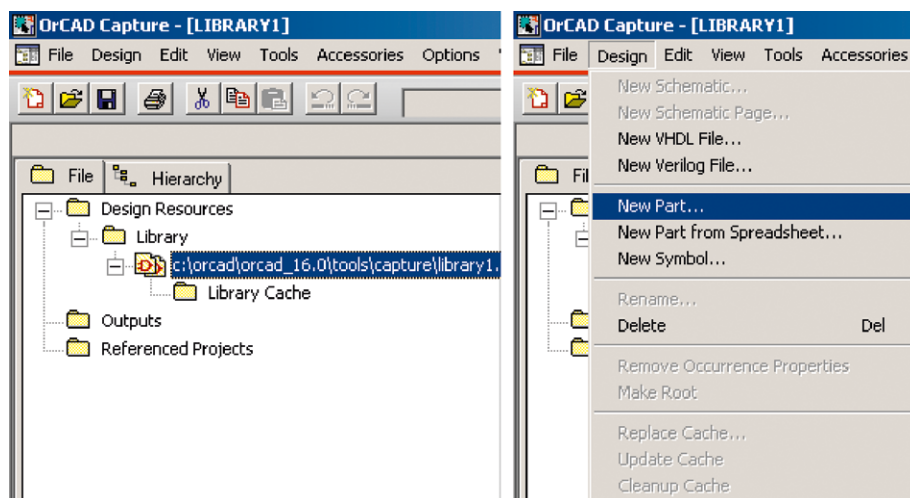 OrCAD Capture - [LIBRARY1]
File Design Edit View Tools Accessories Options
File Hierarchy
Design Resources
Library
c:\orcad\orcad_16.0\tools\capture\library1.
Library Cache
Outputs
Referenced Projects
OrCAD Capture - [LIBRARY1]
File Design Edit View Tools Accessories
New Schematic...
New Schematic Page...
New VHDL File...
New Verilog File...
New Part...
New Part from Spreadsheet...
New Symbol...
Rename...
Delete Del
Remove Occurrence Properties
Make Root
Replace Cache...
Update Cache
Cleanup Cache